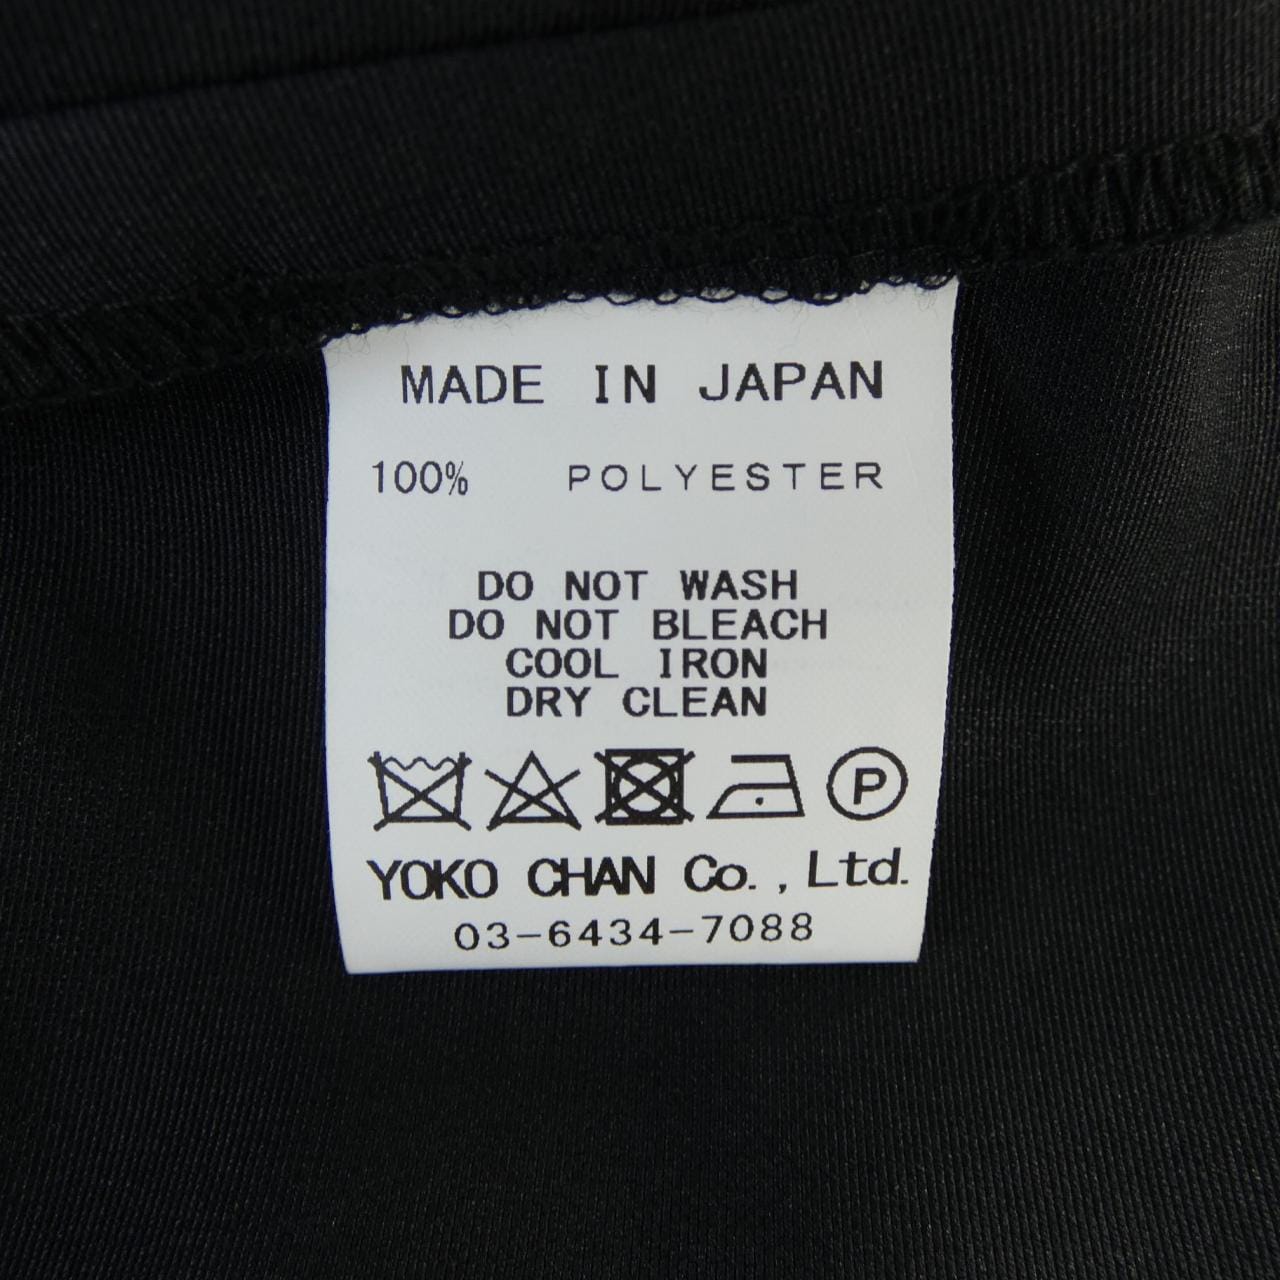 MADE IN JAPAN
100% POLYESTER
DO NOT WASH
DO NOT BLEACH
COOL IRON
DRY CLEAN
P
YOKO CHAN Co., Ltd.
03-6434-7088